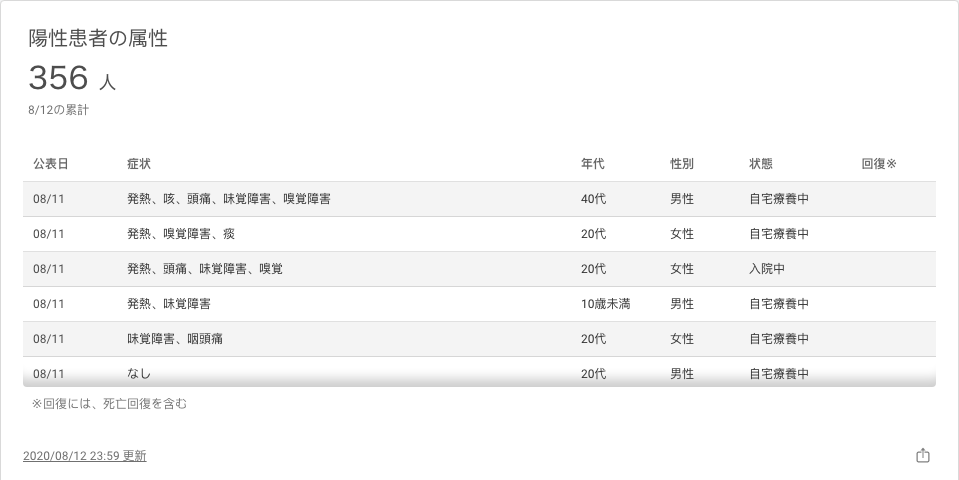 陽性患者の属性
356 人
8/12の累計
公表日 症状 年代 性別 状態 回復※
08/11 発熱、咳、頭痛、味覚障害、嗅覚障害 40代 男性 自宅療養中
08/11 発熱、嗅覚障害、痰 20代 女性 自宅療養中
08/11 発熱、頭痛、味覚障害、嗅覚 20代 女性 入院中
08/11 発熱、味覚障害 10歳未満 男性 自宅療養中
08/11 味覚障害、咽頭痛 20代 女性 自宅療養中
08/11 なし 20代 男性 自宅療養中
※回復には、死亡回復を含む
2020/08/12 23:59 更新